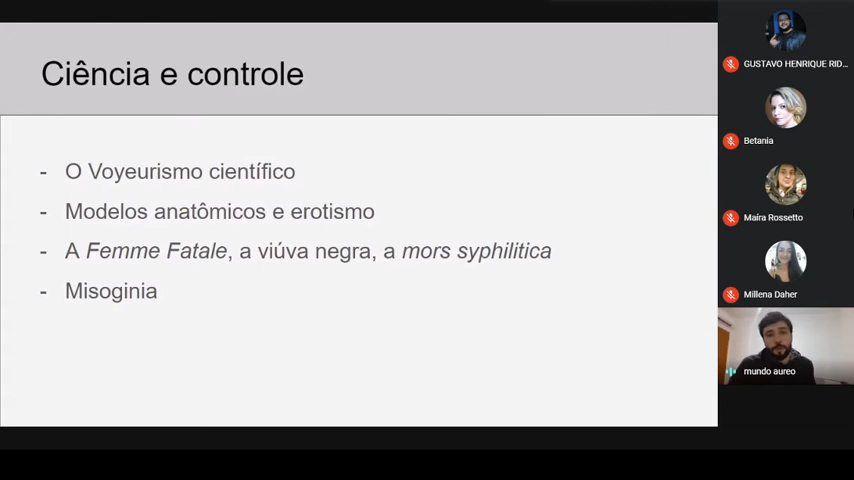 Ciência e controle
- O Voyeurismo científico
- Modelos anatômicos e erotismo
- A Femme Fatale, a viúva negra, a mors syphilitica
- Misoginia
GUSTAVO HENRIQUE RID...
Betania
Maíra Rossetto
Millena Daher
mundo aureo